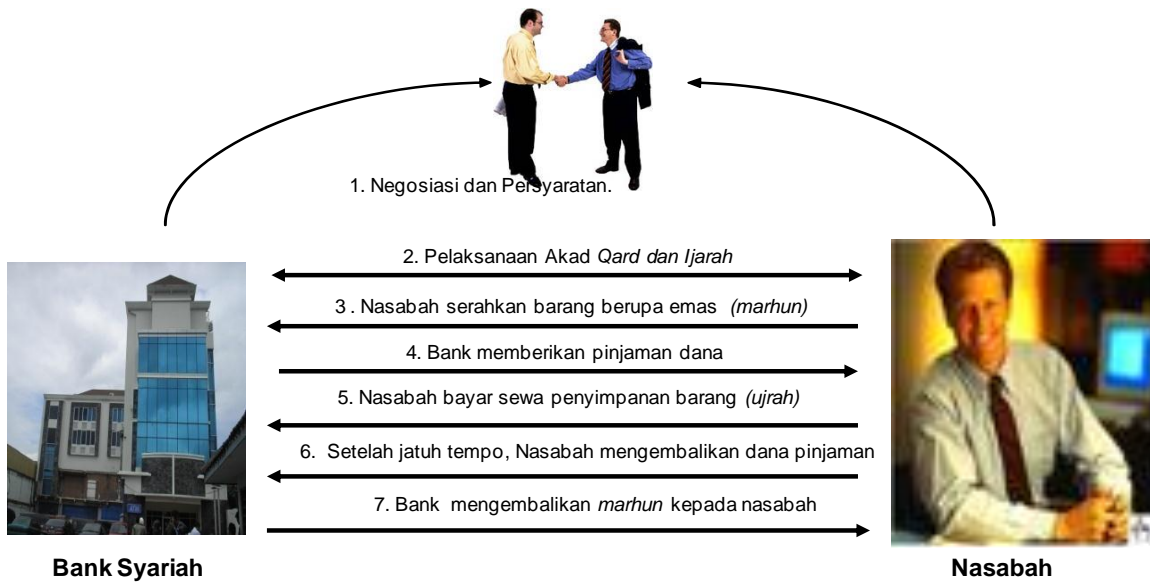 1. Negosiasi dan Persyaratan.
2. Pelaksanaan Akad Qard dan Ijarah
3 . Nasabah serahkan barang berupa emas (marhun)
4. Bank memberikan pinjaman dana
5. Nasabah bayar sewa penyimpanan barang (ujrah)
6. Setelah jatuh tempo, Nasabah mengembalikan dana pinjaman
7. Bank mengembalikan marhun kepada nasabah
Bank Syariah
Nasabah